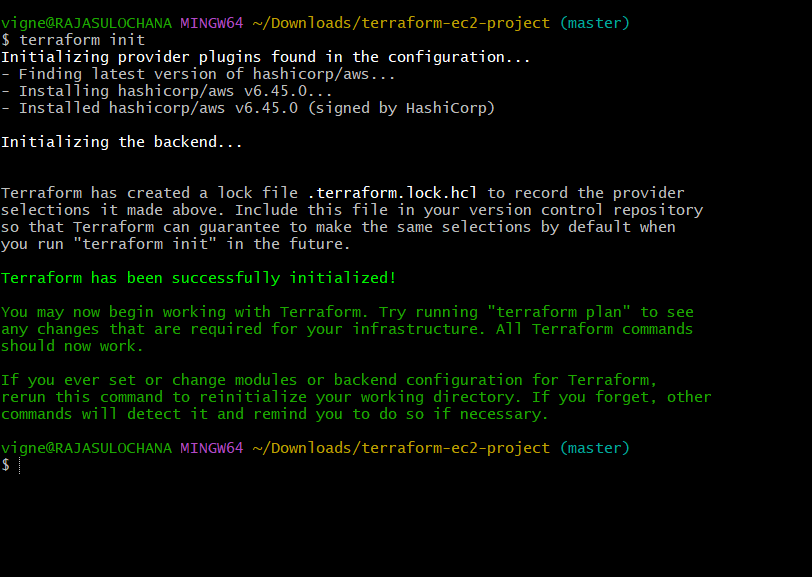 vigne@RAJASULOCHANA MINGW64 ~/Downloads/terraform-ec2-project (master)
$ terraform init
Initializing provider plugins found in the configuration...
- Finding latest version of hashicorp/aws...
- Installing hashicorp/aws v6.45.0...
- Installed hashicorp/aws v6.45.0 (signed by HashiCorp)
Initializing the backend...
Terraform has created a lock file .terraform.lock.hcl to record the provider
selections it made above. Include this file in your version control repository
so that Terraform can guarantee to make the same selections by default when
you run "terraform init" in the future.
Terraform has been successfully initialized!
You may now begin working with Terraform. Try running "terraform plan" to see
any changes that are required for your infrastructure. All Terraform commands
should now work.
If you ever set or change modules or backend configuration for Terraform,
rerun this command to reinitialize your working directory. If you forget, other
commands will detect it and remind you to do so if necessary.
vigne@RAJASULOCHANA MINGW64 ~/Downloads/terraform-ec2-project (master)
$